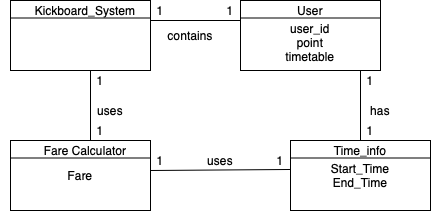 Kickboard_System
1
1
User
contains
user_id
point
timetable
1
1
uses
has
1
1
Fare Calculator
Time_info
1
uses
1
Fare
Start_Time
End_Time